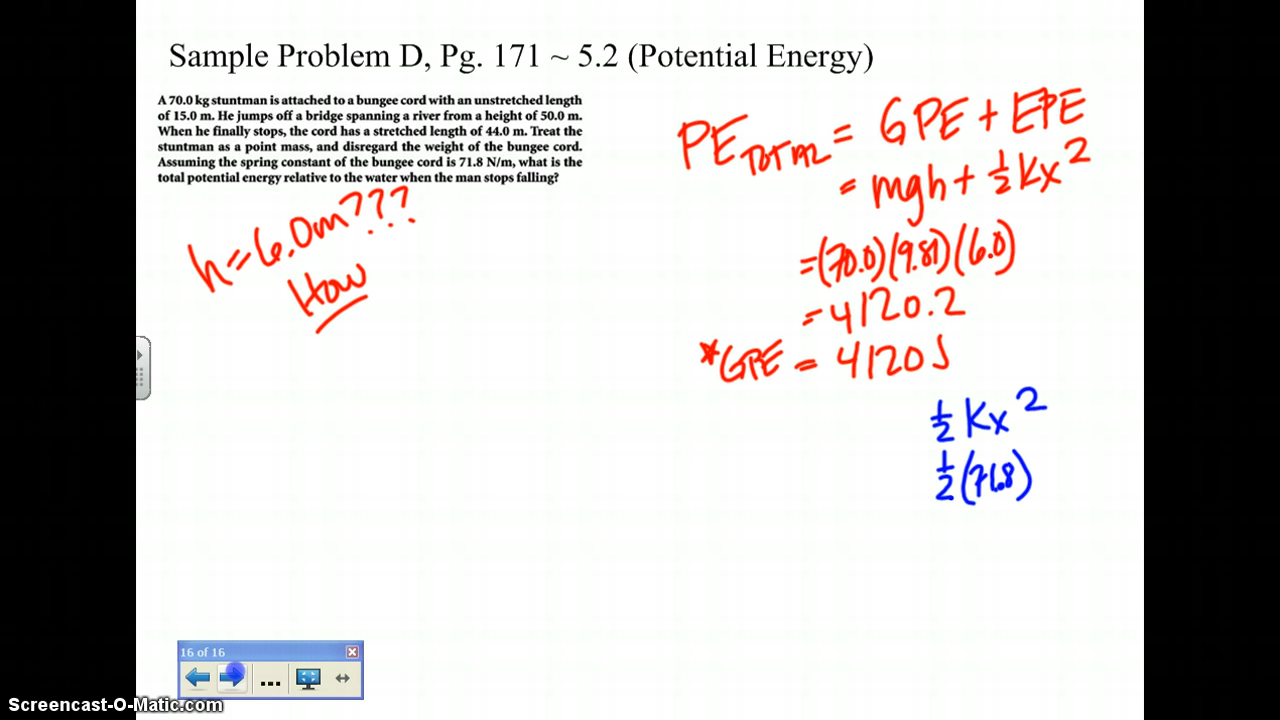 Sample Problem D, Pg. 171 ~ 5.2 (Potential Energy)
A 70.0 kg stuntman is attached to a bungee cord with an unstretched length
of 15.0 m. He jumps off a bridge spanning a river from a height of 50.0 m.
When he finally stops, the cord has a stretched length of 44.0 m. Treat the
stuntman as a point mass, and disregard the weight of the bungee cord.
Assuming the spring constant of the bungee cord is 71.8 N/m, what is the
total potential energy relative to the water when the man stops falling?
h=6.0m???
How
PE TOTAL = GPE + EPE
= mgh + ½Kx²
=(70.0)(9.81)(6.0)
= 4120.2
*GPE = 4120 J
½ Kx²
½(71.8)
16 of 16
...
Screencast-O-Matic.com